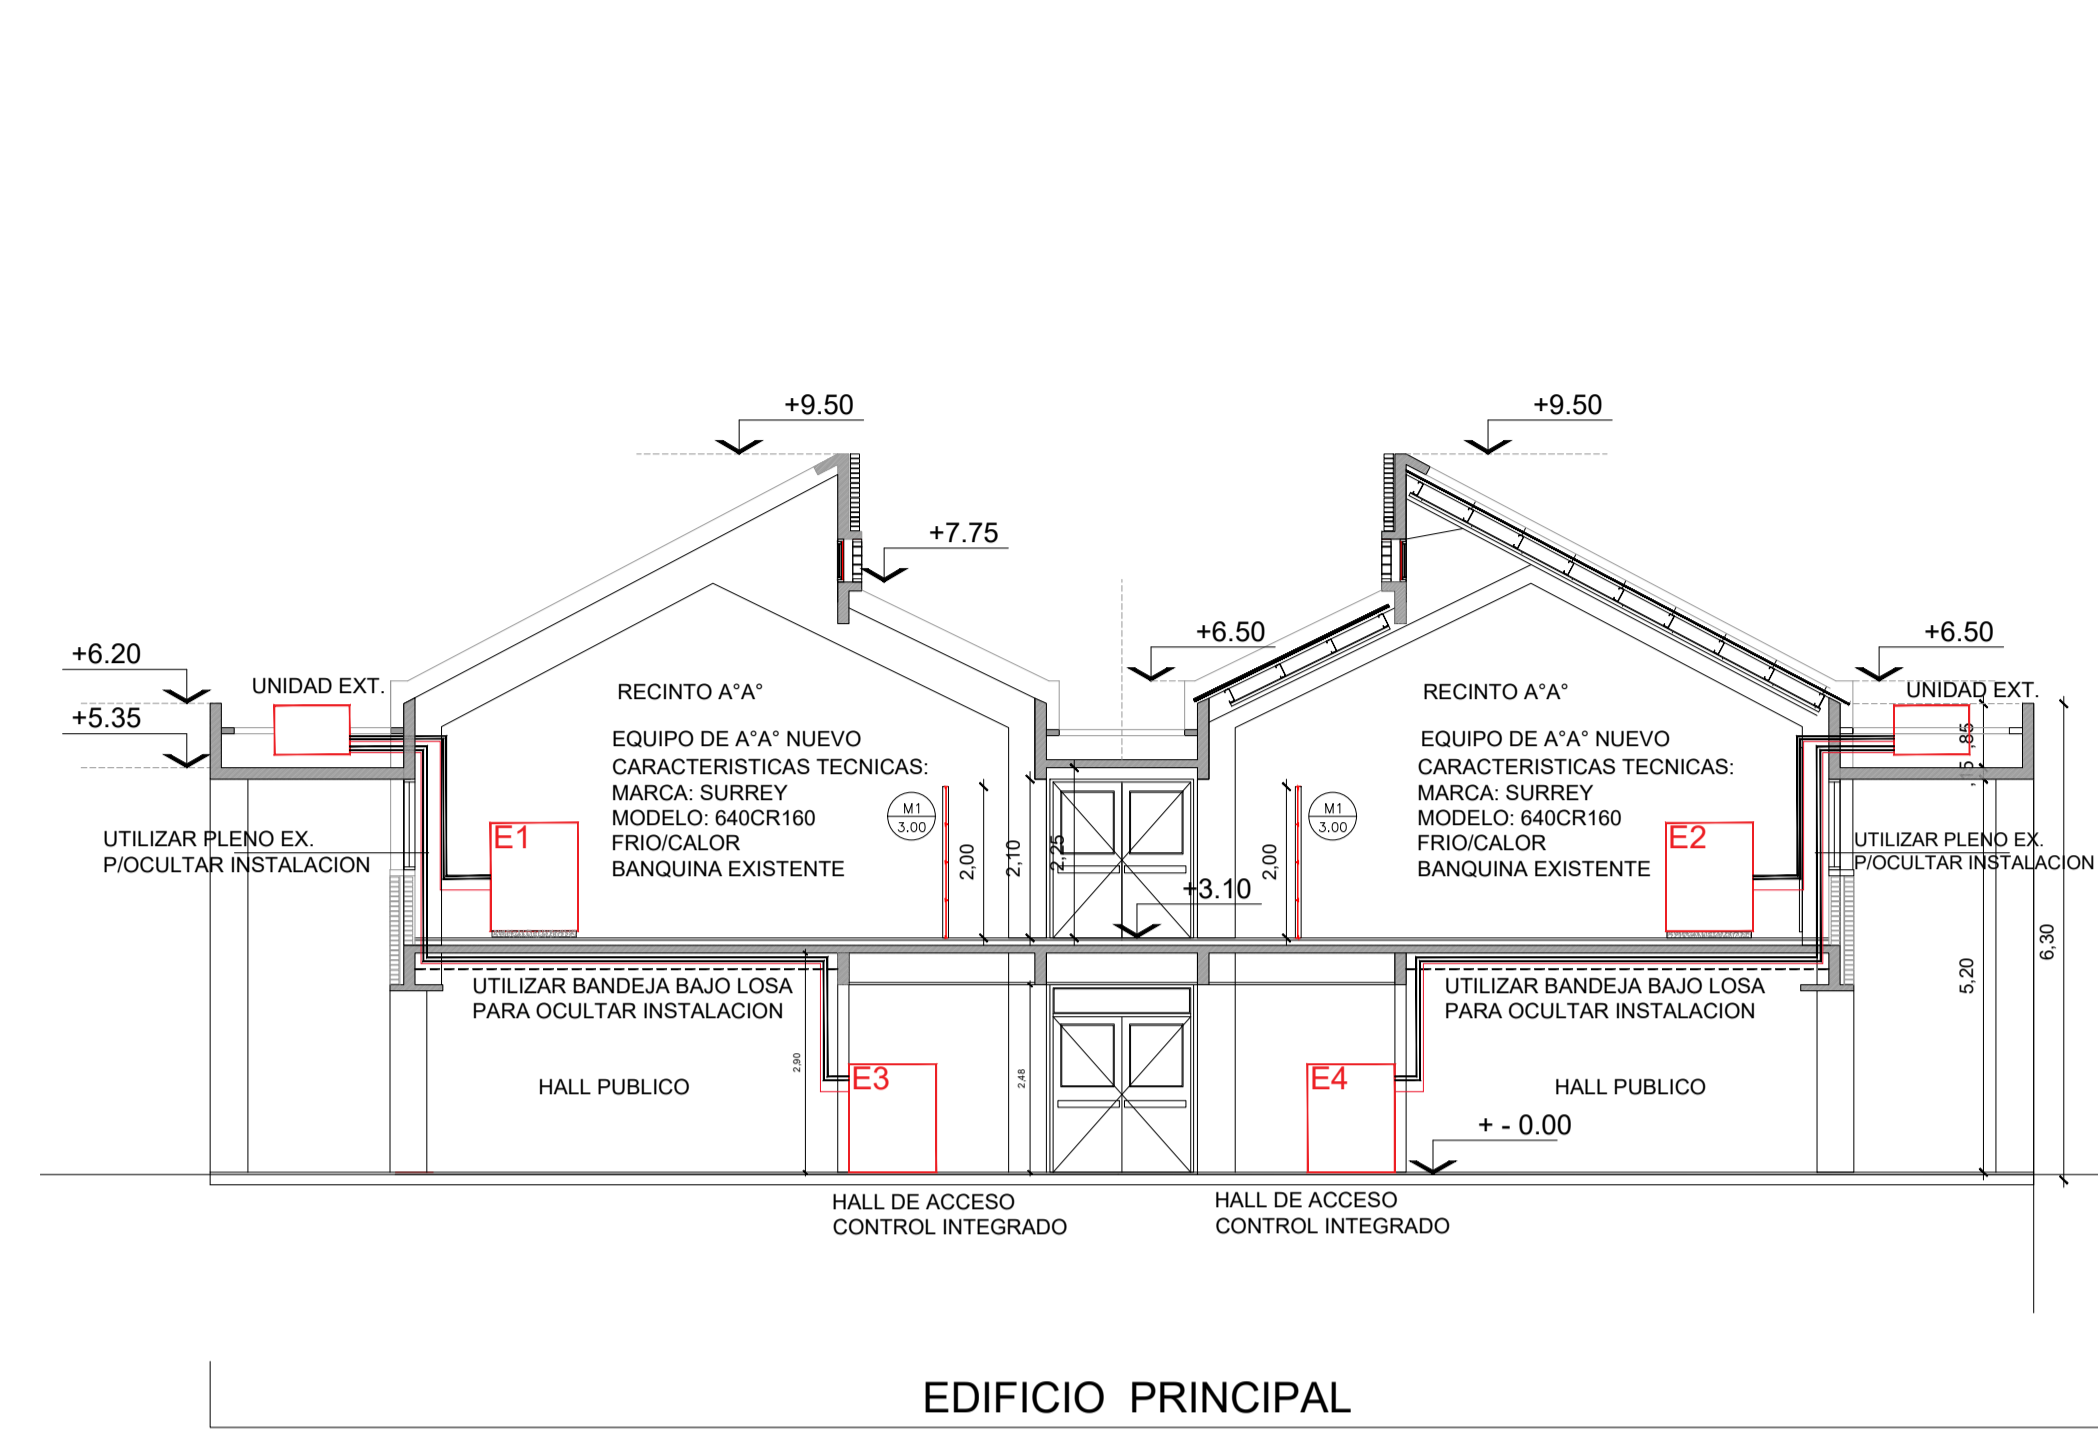 +9.50
+9.50
+7.75
+6.50
+6.50
+6.20
+5.35
UNIDAD EXT.
UNIDAD EXT.
RECINTO A°A°
EQUIPO DE A°A° NUEVO
CARACTERISTICAS TECNICAS:
MARCA: SURREY
MODELO: 640CR160
FRIO/CALOR
BANQUINA EXISTENTE
RECINTO A°A°
EQUIPO DE A°A° NUEVO
CARACTERISTICAS TECNICAS:
MARCA: SURREY
MODELO: 640CR160
FRIO/CALOR
BANQUINA EXISTENTE
UTILIZAR PLENO EX.
P/OCULTAR INSTALACION
E1
M1
3.00
2,00
2,10
2,25
+3.10
2,00
M1
3.00
E2
UTILIZAR PLENO EX.
P/OCULTAR INSTALACION
,85
6,30
5,20
UTILIZAR BANDEJA BAJO LOSA
PARA OCULTAR INSTALACION
UTILIZAR BANDEJA BAJO LOSA
PARA OCULTAR INSTALACION
2,90
2,48
HALL PUBLICO
E3
E4
HALL PUBLICO
+ - 0.00
HALL DE ACCESO
CONTROL INTEGRADO
HALL DE ACCESO
CONTROL INTEGRADO
EDIFICIO PRINCIPAL